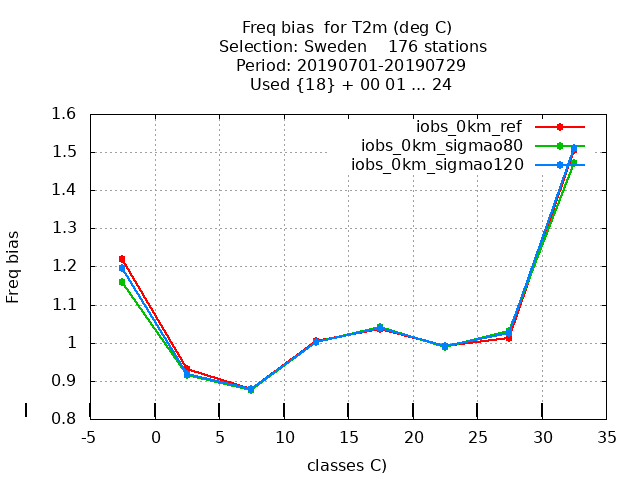 Freq bias  for T2m (deg C)
Selection: Sweden    176 stations
Period: 20190701-20190729
Used {18} + 00 01 ... 24
iobs_0km_ref
iobs_0km_sigmao80
iobs_0km_sigmao120
Freq bias
1.6
1.5
1.4
1.3
1.2
1.1
1
0.9
0.8
-5 0 5 10 15 20 25 30 35
classes C)